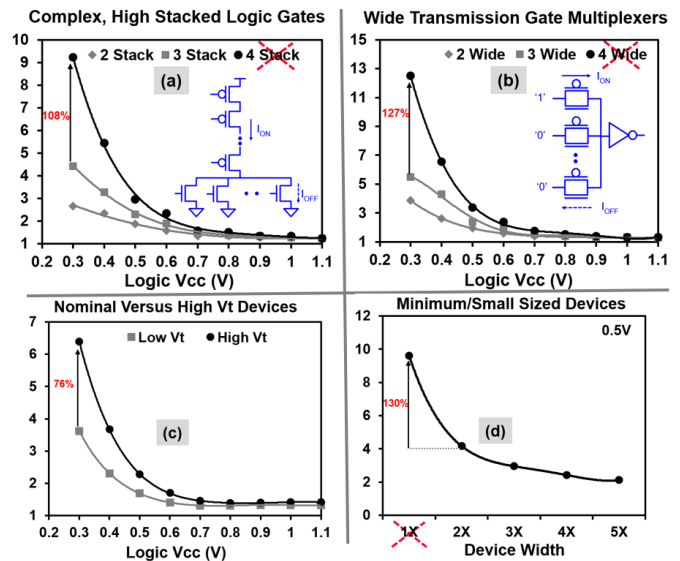 Complex, High Stacked Logic Gates
2 Stack 3 Stack 4 Stack
(a)
108%
I_ON
I_OFF
10
9
8
7
6
5
4
3
2
1
0.2 0.3 0.4 0.5 0.6 0.7 0.8 0.9 1 1.1
Logic Vcc (V)
Wide Transmission Gate Multiplexers
2 Wide 3 Wide 4 Wide
(b)
127%
I_ON
'1'
'0'
'0'
I_OFF
15
13
11
9
7
5
3
1
0.2 0.3 0.4 0.5 0.6 0.7 0.8 0.9 1 1.1
Logic Vcc (V)
Nominal Versus High Vt Devices
Low Vt High Vt
76%
(c)
7
6
5
4
3
2
1
0.2 0.3 0.4 0.5 0.6 0.7 0.8 0.9 1 1.1
Logic Vcc (V)
Minimum/Small Sized Devices
0.5V
130%
(d)
12
10
8
6
4
2
0
1X 2X 3X 4X 5X
Device Width